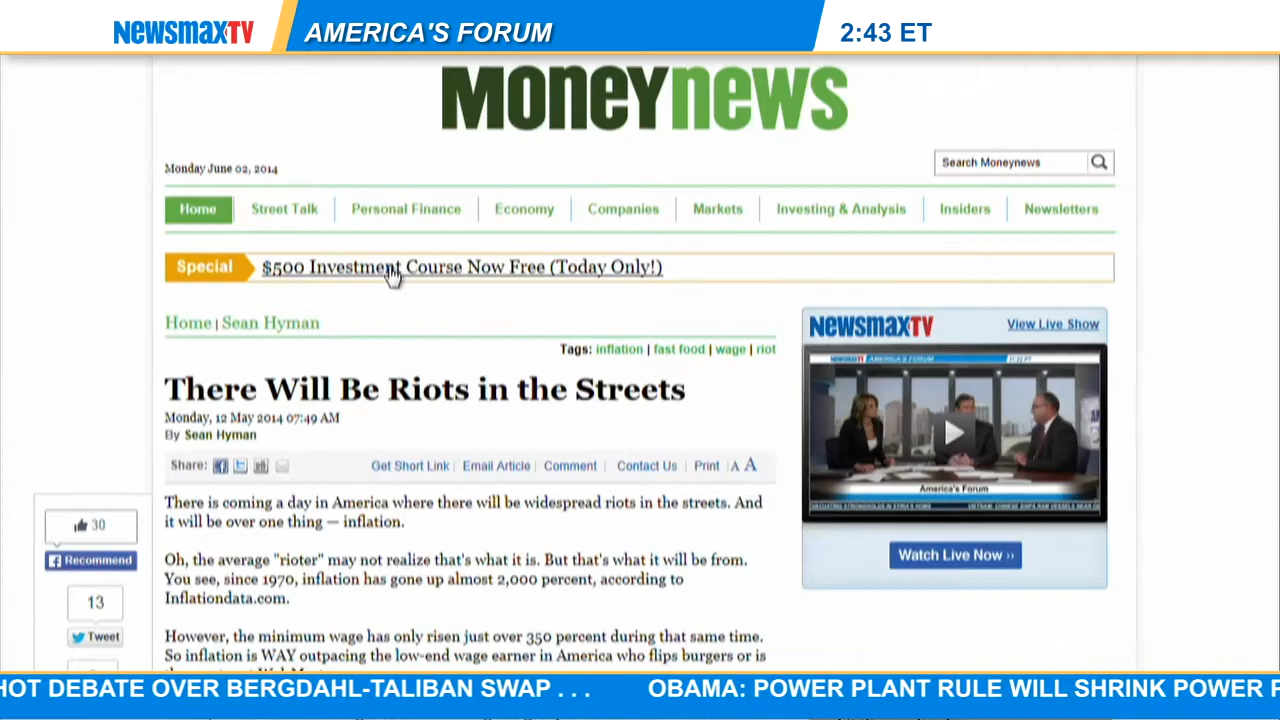 NEWSMAXTV
AMERICA'S FORUM
2:43 ET
MONEYNEWS
Monday June 02, 2014
Search Moneynews
Home
Street Talk
Personal Finance
Economy
Companies
Markets
Investing & Analysis
Insiders
Newsletters
Special
$500 Investment Course Now Free (Today Only!)
Home | Sean Hyman
Tags: inflation | fast food | wage | riot
There Will Be Riots in the Streets
Monday, 12 May 2014 07:49 AM
By Sean Hyman
Share:
Get Short Link | Email Article | Comment | Contact Us | Print | A A
There is coming a day in America where there will be widespread riots in the streets. And
it will be over one thing — inflation.
Oh, the average "rioter" may not realize that's what it is. But that's what it will be from.
You see, since 1970, inflation has gone up almost 2,000 percent, according to
Inflationdata.com.
However, the minimum wage has only risen just over 350 percent during that same time.
So inflation is WAY outpacing the low-end wage earner in America who flips burgers or is
30
Recommend
13
Tweet
NEWSMAXTV
View Live Show
NEWSMAXTV
AMERICA'S FORUM
America's Forum
Watch Live Now ››
HOT DEBATE OVER BERGDAHL-TALIBAN SWAP . . .
OBAMA: POWER PLANT RULE WILL SHRINK POWER